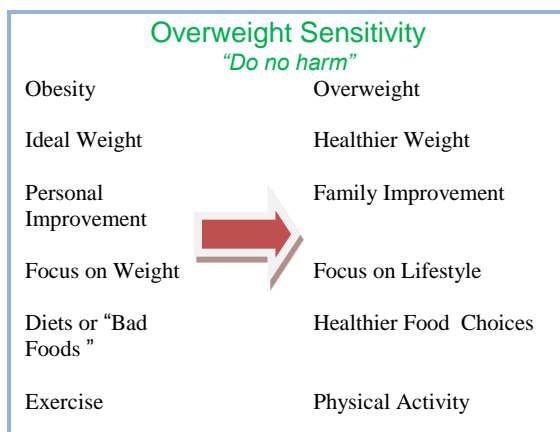 Overweight Sensitivity
“Do no harm”
Obesity Overweight
Ideal Weight Healthier Weight
Personal Family Improvement
Improvement
Focus on Weight Focus on Lifestyle
Diets or “Bad Healthier Food Choices
Foods ”
Exercise Physical Activity